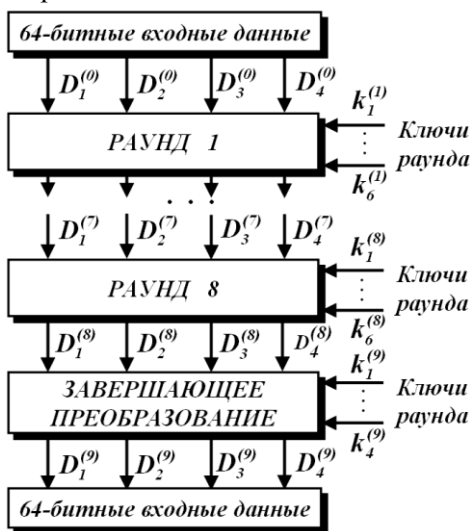 64-битные входные данные
D₁⁽⁰⁾ D₂⁽⁰⁾ D₃⁽⁰⁾ D₄⁽⁰⁾
k₁⁽¹⁾
РАУНД 1
⋮
Ключи
раунда
k₆⁽¹⁾
. . .
D₁⁽⁷⁾ D₂⁽⁷⁾ D₃⁽⁷⁾ D₄⁽⁷⁾
k₁⁽⁸⁾
РАУНД 8
⋮
Ключи
раунда
k₆⁽⁸⁾
D₁⁽⁸⁾ D₂⁽⁸⁾ D₃⁽⁸⁾ D₄⁽⁸⁾
k₁⁽⁹⁾
ЗАВЕРШАЮЩЕЕ
ПРЕОБРАЗОВАНИЕ
⋮
Ключи
раунда
k₄⁽⁹⁾
D₁⁽⁹⁾ D₂⁽⁹⁾ D₃⁽⁹⁾ D₄⁽⁹⁾
64-битные входные данные